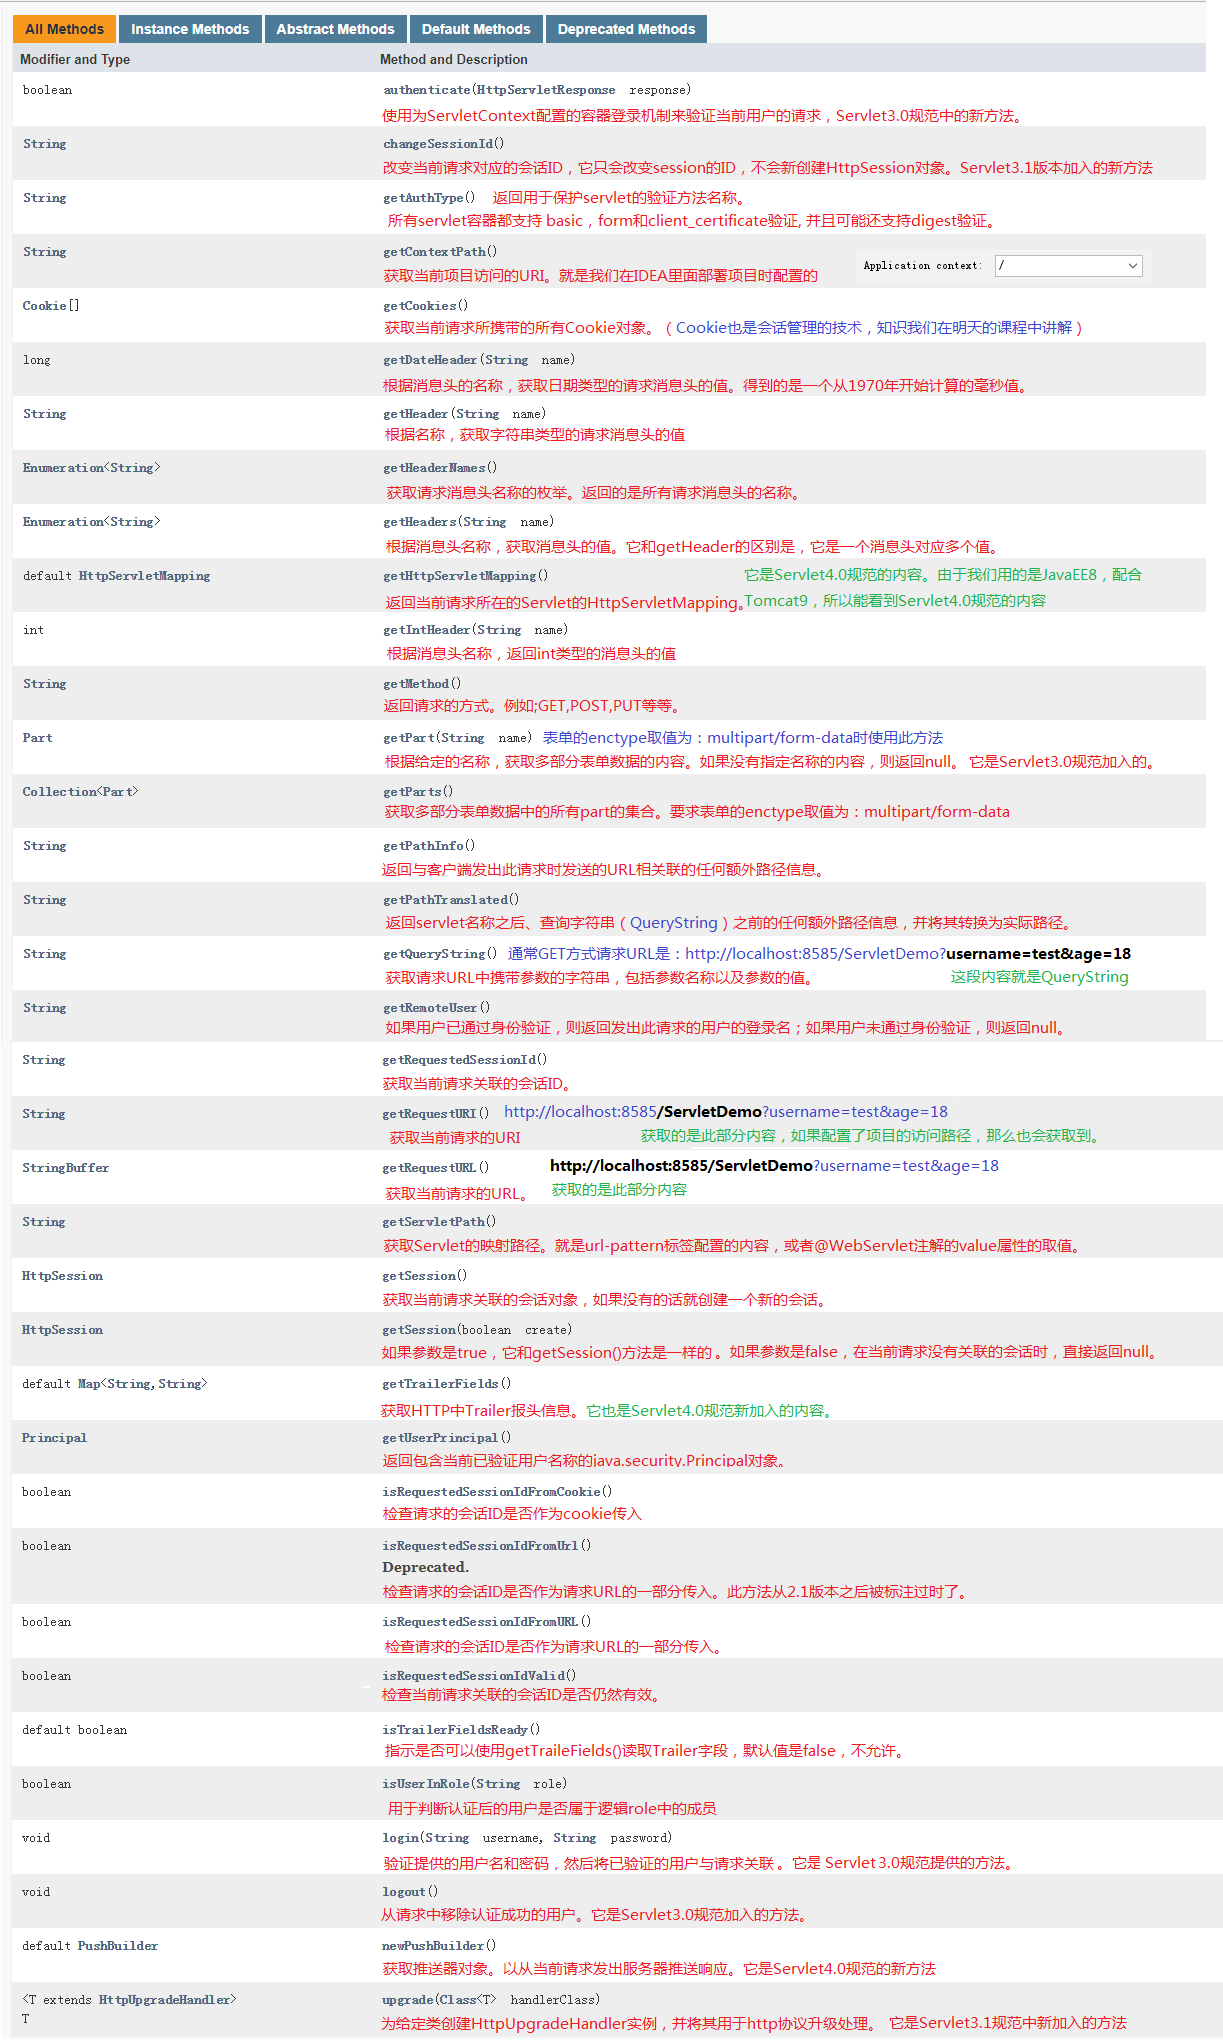 All Methods Instance Methods Abstract Methods Default Methods Deprecated Methods
Modifier and Type Method and Description
boolean authenticate(HttpServletResponse response)
使用为ServletContext配置的容器登录机制来验证当前用户的请求，Servlet3.0规范中的新方法。
String changeSessionId()
改变当前请求对应的会话ID，它只会改变session的ID，不会新创建HttpSession对象。Servlet3.1版本加入的新方法
String getAuthType() 返回用于保护servlet的验证方法名称。
所有servlet容器都支持 basic，form和client_certificate验证, 并且可能还支持digest验证。
String getContextPath()
获取当前项目访问的URI。就是我们在IDEA里面部署项目时配置的 Application context: /
Cookie[] getCookies()
获取当前请求所携带的所有Cookie对象。（Cookie也是会话管理的技术，知识我们在明天的课程中讲解）
long getDateHeader(String name)
根据消息头的名称，获取日期类型的请求消息头的值。得到的是一个从1970年开始计算的毫秒值。
String getHeader(String name)
根据名称，获取字符串类型的请求消息头的值
Enumeration<String> getHeaderNames()
获取请求消息头名称的枚举。返回的是所有请求消息头的名称。
Enumeration<String> getHeaders(String name)
根据消息头名称，获取消息头的值。它和getHeader的区别是，它是一个消息头对应多个值。
default HttpServletMapping getHttpServletMapping() 它是Servlet4.0规范的内容。由于我们用的是JavaEE8，配合
返回当前请求所在的Servlet的HttpServletMapping。Tomcat9，所以能看到Servlet4.0规范的内容
int getIntHeader(String name)
根据消息头名称，返回int类型的消息头的值
String getMethod()
返回请求的方式。例如;GET,POST,PUT等等。
Part getPart(String name) 表单的enctype取值为：multipart/form-data时使用此方法
根据给定的名称，获取多部分表单数据的内容。如果没有指定名称的内容，则返回null。 它是Servlet3.0规范加入的。
Collection<Part> getParts()
获取多部分表单数据中的所有part的集合。要求表单的enctype取值为：multipart/form-data
String getPathInfo()
返回与客户端发出此请求时发送的URL相关联的任何额外路径信息。
String getPathTranslated()
返回servlet名称之后、查询字符串（QueryString）之前的任何额外路径信息，并将其转换为实际路径。
String getQueryString() 通常GET方式请求URL是：http://localhost:8585/ServletDemo?username=test&age=18
获取请求URL中携带参数的字符串，包括参数名称以及参数的值。 这段内容就是QueryString
String getRemoteUser()
如果用户已通过身份验证，则返回发出此请求的用户的登录名；如果用户未通过身份验证，则返回null。
String getRequestedSessionId()
获取当前请求关联的会话ID。
String getRequestURI() http://localhost:8585/ServletDemo?username=test&age=18
获取当前请求的URI 获取的是此部分内容，如果配置了项目的访问路径，那么也会获取到。
StringBuffer getRequestURL() http://localhost:8585/ServletDemo?username=test&age=18
获取当前请求的URL。 获取的是此部分内容
String getServletPath()
获取Servlet的映射路径。就是url-pattern标签配置的内容，或者@WebServlet注解的value属性的取值。
HttpSession getSession()
获取当前请求关联的会话对象，如果没有的话就创建一个新的会话。
HttpSession getSession(boolean create)
如果参数是true，它和getSession()方法是一样的 。如果参数是false，在当前请求没有关联的会话时，直接返回null。
default Map<String,String> getTrailerFields()
获取HTTP中Trailer报头信息。它也是Servlet4.0规范新加入的内容。
Principal getUserPrincipal()
返回包含当前已验证用户名称的java.security.Principal对象。
boolean isRequestedSessionIdFromCookie()
检查请求的会话ID是否作为cookie传入
boolean isRequestedSessionIdFromUrl()
Deprecated.
检查请求的会话ID是否作为请求URL的一部分传入。此方法从2.1版本之后被标注过时了。
boolean isRequestedSessionIdFromURL()
检查请求的会话ID是否作为请求URL的一部分传入。
boolean isRequestedSessionIdValid()
检查当前请求关联的会话ID是否仍然有效。
default boolean isTrailerFieldsReady()
指示是否可以使用getTraileFields()读取Trailer字段，默认值是false，不允许。
boolean isUserInRole(String role)
用于判断认证后的用户是否属于逻辑role中的成员
void login(String username, String password)
验证提供的用户名和密码，然后将已验证的用户与请求关联 。它是 Servlet 3.0规范提供的方法。
void logout()
从请求中移除认证成功的用户。它是Servlet3.0规范加入的方法。
default PushBuilder newPushBuilder()
获取推送器对象。以从当前请求发出服务器推送响应。它是Servlet4.0规范的新方法
<T extends HttpUpgradeHandler> upgrade(Class<T> handlerClass)
T 为给定类创建HttpUpgradeHandler实例，并将其用于http协议升级处理。 它是Servlet3.1规范中新加入的方法